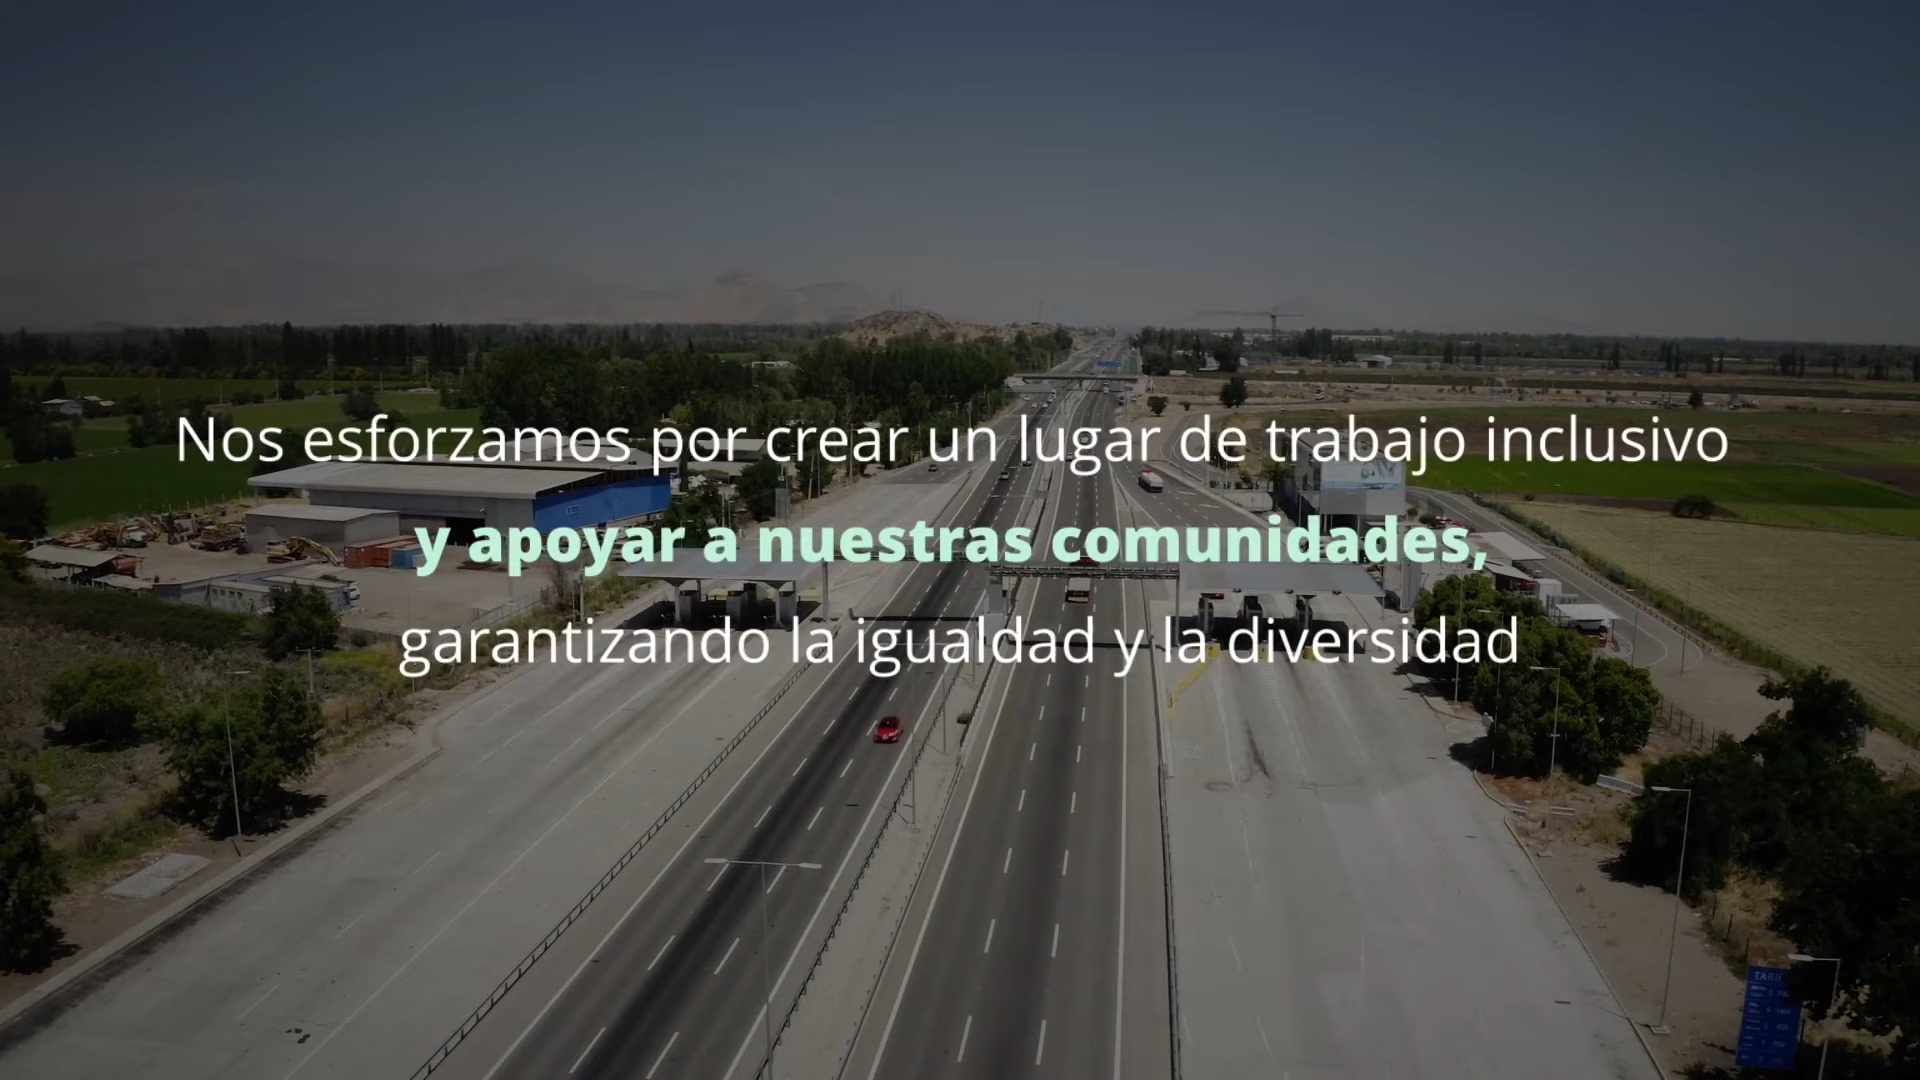 Nos esforzamos por crear un lugar de trabajo inclusivo
y apoyar a nuestras comunidades,
garantizando la igualdad y la diversidad